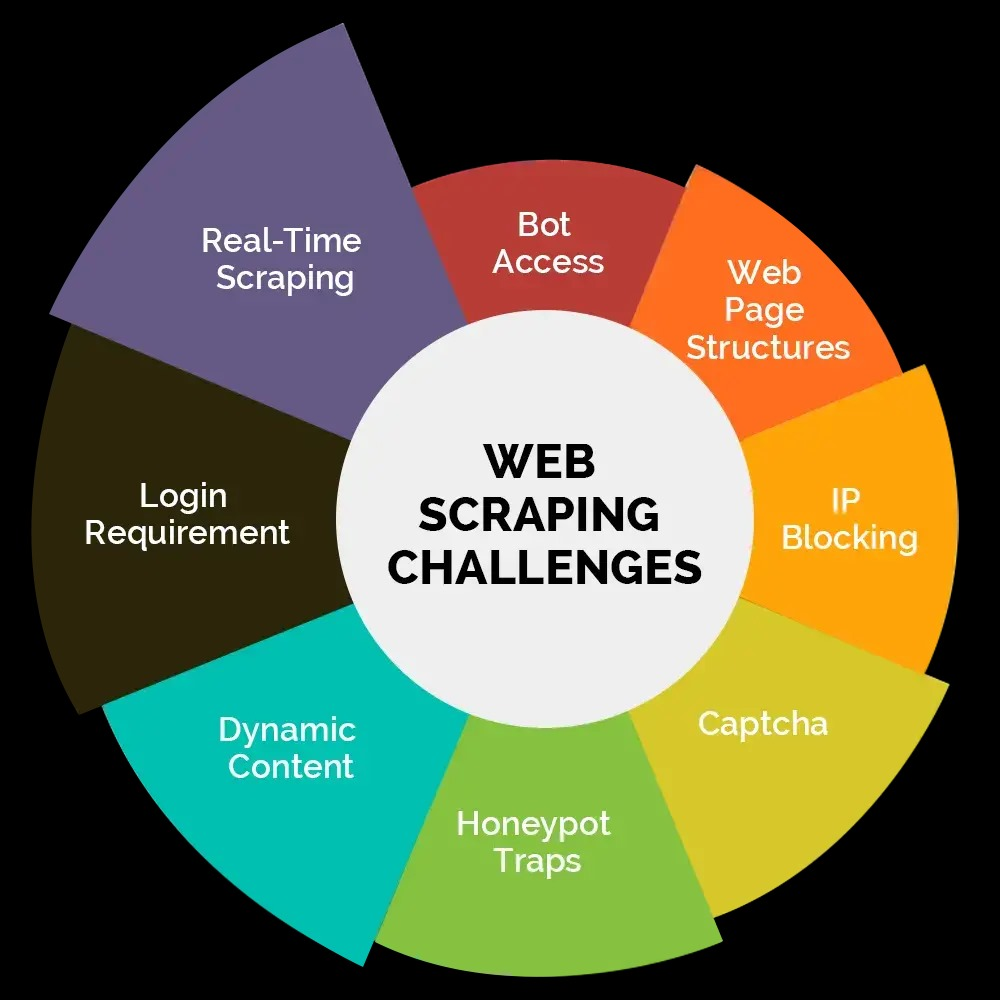 WEB
SCRAPING
CHALLENGES
Bot
Access
Web
Page
Structures
IP
Blocking
Captcha
Honeypot
Traps
Dynamic
Content
Login
Requirement
Real-Time
Scraping